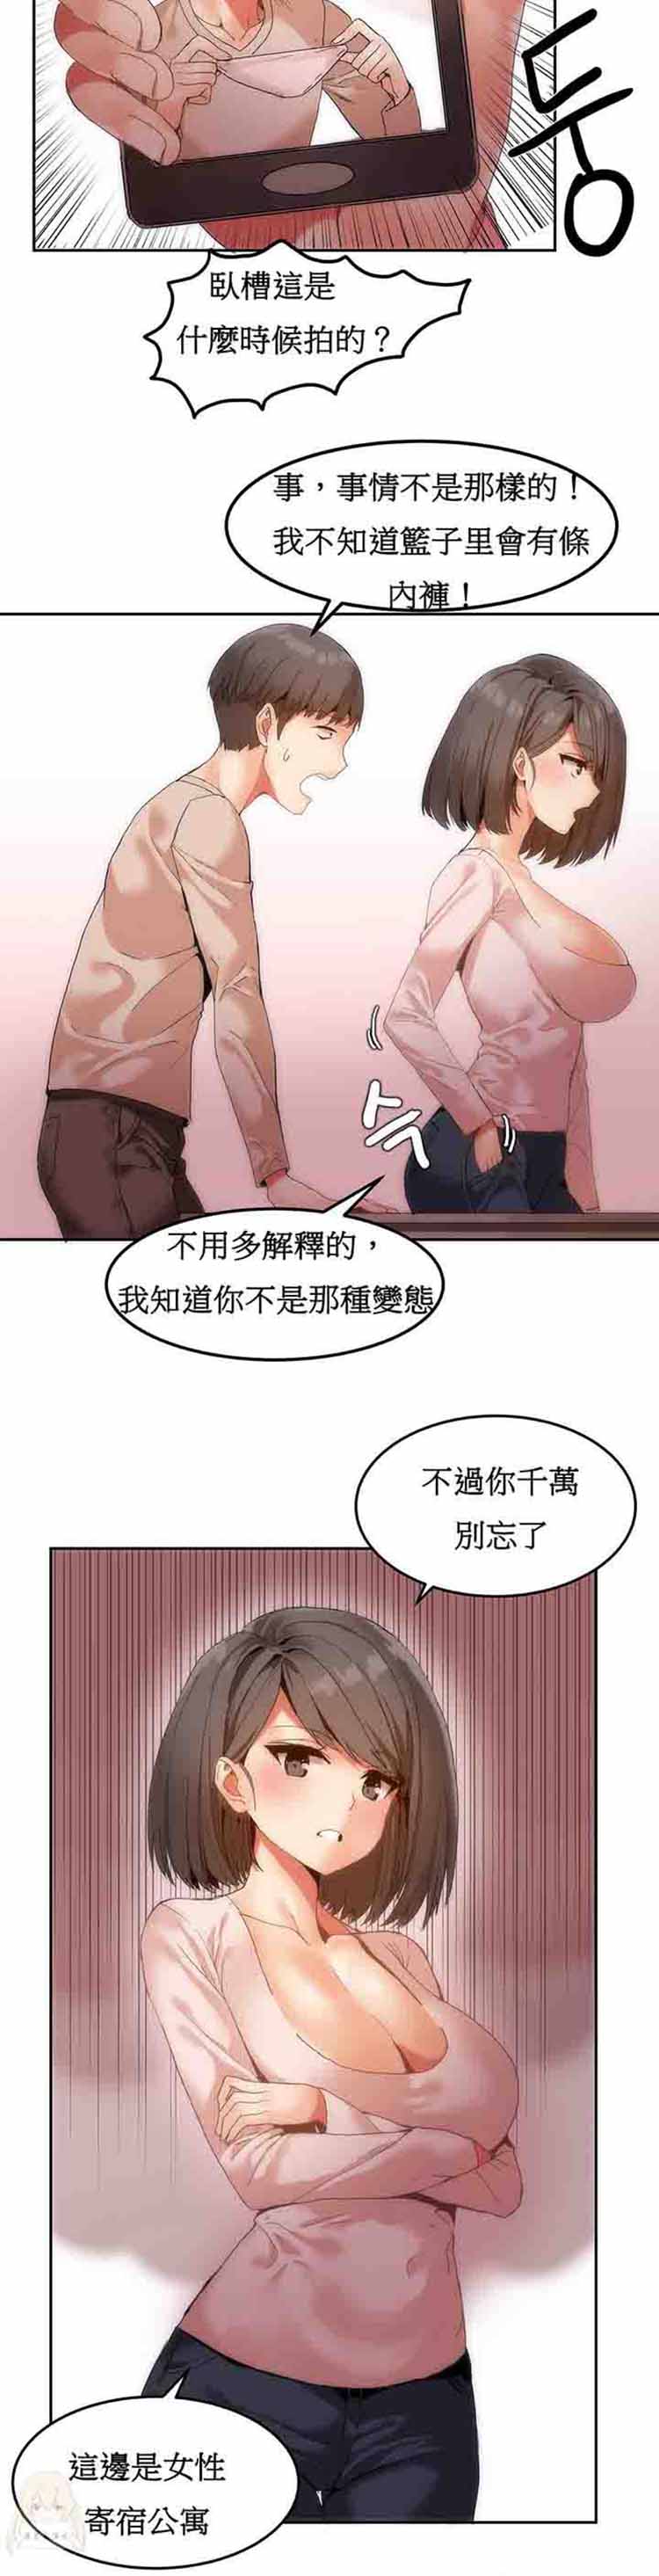 둥
臥槽這是
什麼時候拍的？
事，事情不是那樣的！
我不知道籃子里會有條
內褲！
스윽
不用多解釋的，
我知道你不是那種變態
不過你千萬
別忘了
這邊是女性
寄宿公寓